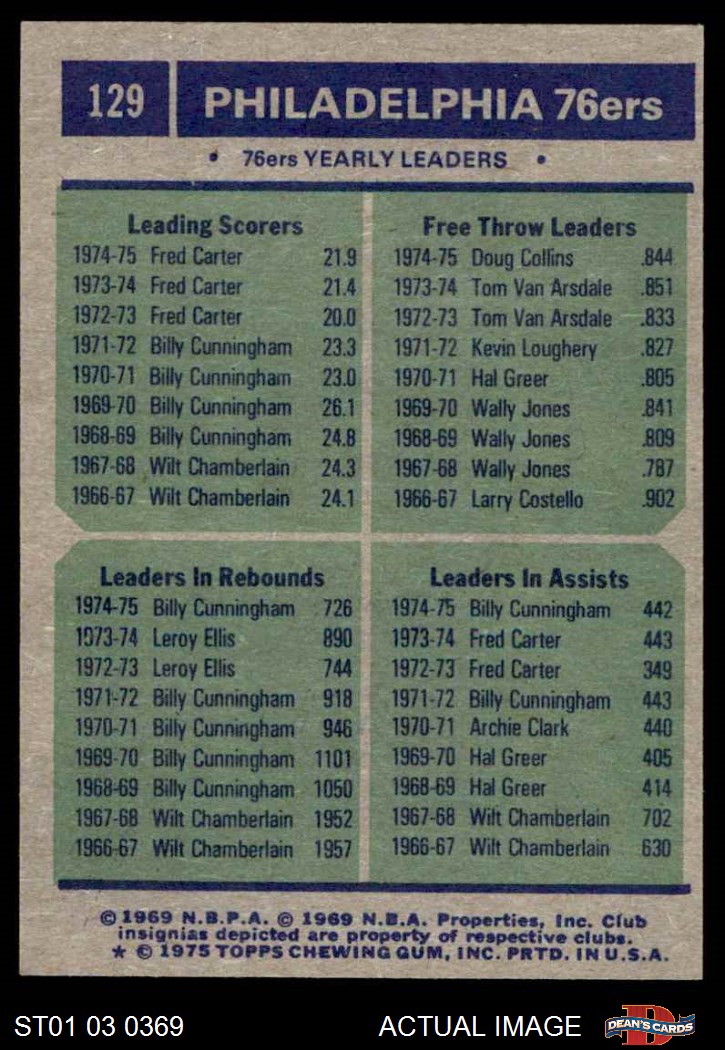 129 PHILADELPHIA 76ers
• 76ers YEARLY LEADERS •
Leading Scorers
1974-75 Fred Carter 21.9
1973-74 Fred Carter 21.4
1972-73 Fred Carter 20.0
1971-72 Billy Cunningham 23.3
1970-71 Billy Cunningham 23.0
1969-70 Billy Cunningham 26.1
1968-69 Billy Cunningham 24.8
1967-68 Wilt Chamberlain 24.3
1966-67 Wilt Chamberlain 24.1
Free Throw Leaders
1974-75 Doug Collins .844
1973-74 Tom Van Arsdale .851
1972-73 Tom Van Arsdale .833
1971-72 Kevin Loughery .827
1970-71 Hal Greer .805
1969-70 Wally Jones .841
1968-69 Wally Jones .809
1967-68 Wally Jones .787
1966-67 Larry Costello .902
Leaders In Rebounds
1974-75 Billy Cunningham 726
1973-74 Leroy Ellis 890
1972-73 Leroy Ellis 744
1971-72 Billy Cunningham 918
1970-71 Billy Cunningham 946
1969-70 Billy Cunningham 1101
1968-69 Billy Cunningham 1050
1967-68 Wilt Chamberlain 1952
1966-67 Wilt Chamberlain 1957
Leaders In Assists
1974-75 Billy Cunningham 442
1973-74 Fred Carter 443
1972-73 Fred Carter 349
1971-72 Billy Cunningham 443
1970-71 Archie Clark 440
1969-70 Hal Greer 405
1968-69 Hal Greer 414
1967-68 Wilt Chamberlain 702
1966-67 Wilt Chamberlain 630
© 1969 N.B.P.A. © 1969 N.B.A. Properties, Inc. Club
insignias depicted are property of respective clubs.
★ © 1975 TOPPS CHEWING GUM, INC. PRTD. IN U.S.A.
ST01 03 0369 ACTUAL IMAGE D DEAN'S CARDS